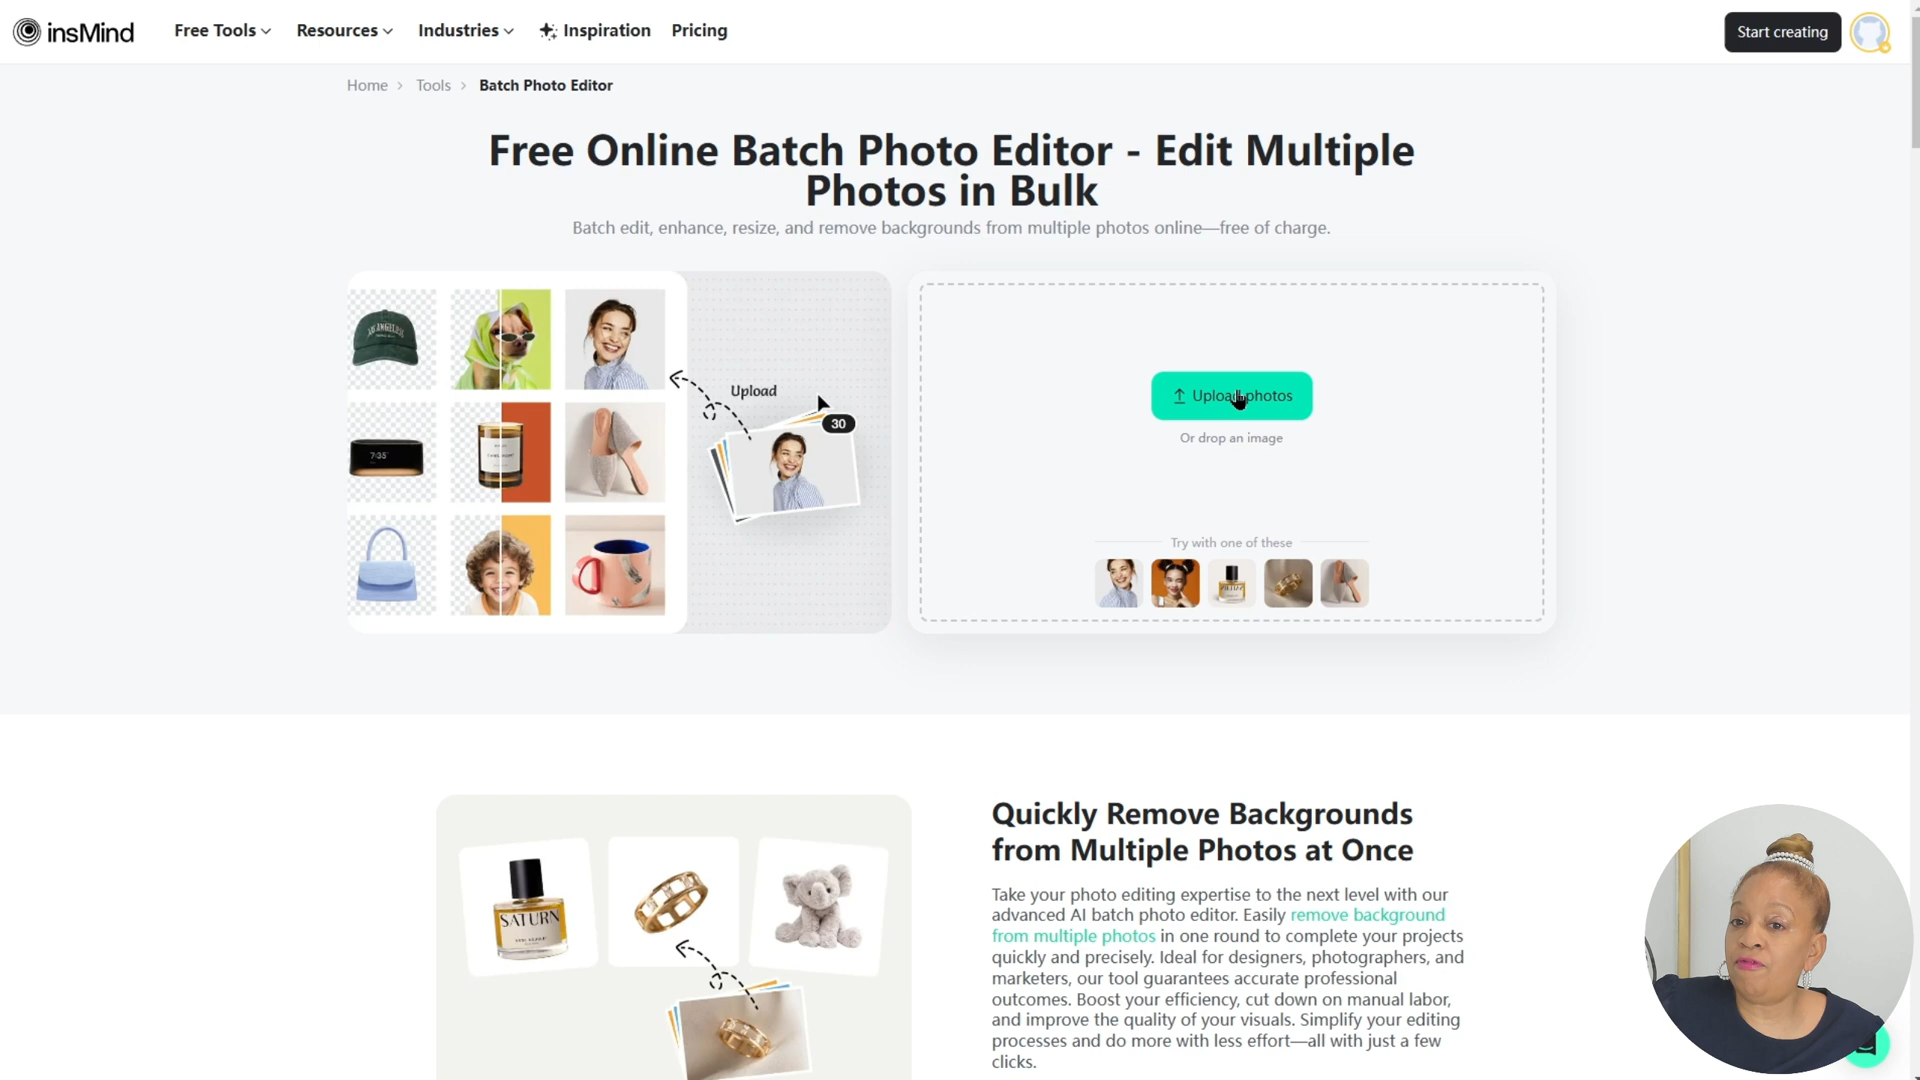 insMind
Free Tools
Resources
Industries
Inspiration
Pricing
Start creating
Home
Tools
Batch Photo Editor
Free Online Batch Photo Editor - Edit Multiple
Photos in Bulk
Batch edit, enhance, resize, and remove backgrounds from multiple photos online—free of charge.
Upload
30
7:35
Upload photos
Or drop an image
Try with one of these
SATURN
Quickly Remove Backgrounds
from Multiple Photos at Once
Take your photo editing expertise to the next level with our
advanced AI batch photo editor. Easily remove background
from multiple photos in one round to complete your projects
quickly and precisely. Ideal for designers, photographers, and
marketers, our tool guarantees accurate professional
outcomes. Boost your efficiency, cut down on manual labor,
and improve the quality of your visuals. Simplify your editing
processes and do more with less effort—all with just a few
clicks.